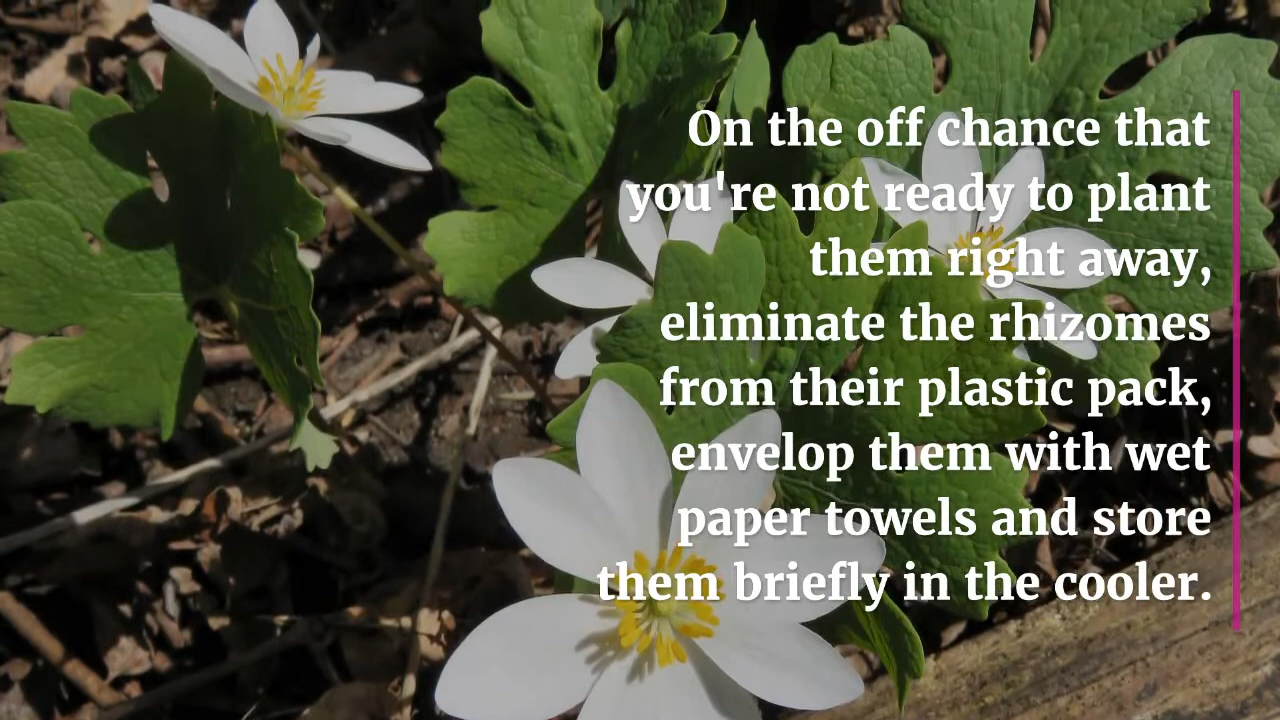 On the off chance that
you're not ready to plant
them right away,
eliminate the rhizomes
from their plastic pack,
envelop them with wet
paper towels and store
them briefly in the cooler.